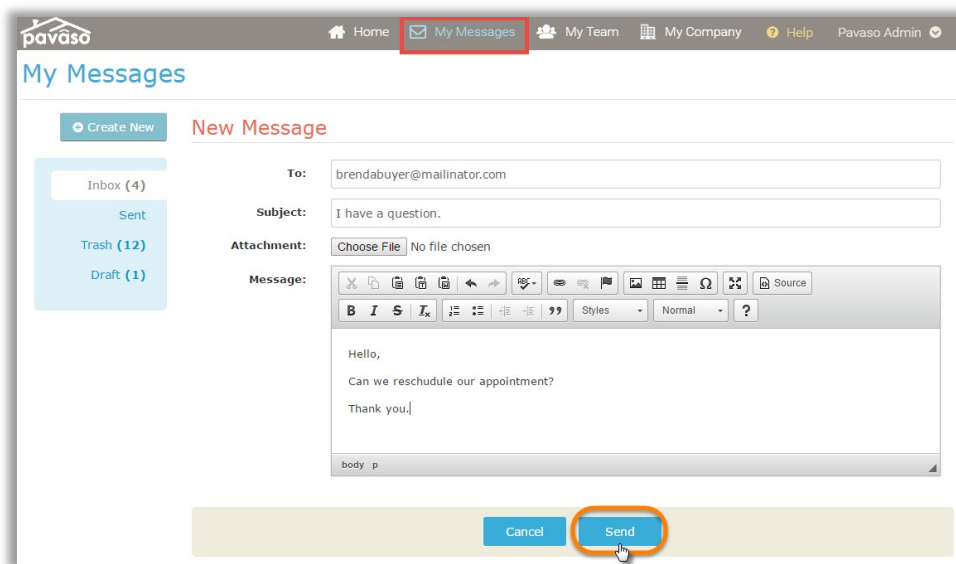 pavaso
Home My Messages My Team My Company ? Help Pavaso Admin
My Messages
Create New
New Message
Inbox (4)
Sent
Trash (12)
Draft (1)
To: brendabuyer@mailinator.com
Subject: I have a question.
Attachment: Choose File No file chosen
Message:
ABC Ω Source
B I S Ix Styles Normal ?
Hello,
Can we reschudule our appointment?
Thank you.
body p
Cancel Send